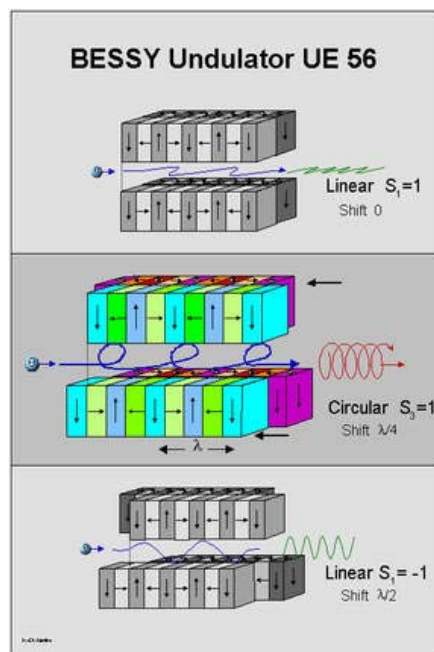 BESSY Undulator UE 56
Linear S₁=1
Shift 0
λ
Circular S₃=1
Shift λ/4
Linear S₁= -1
Shift λ/2